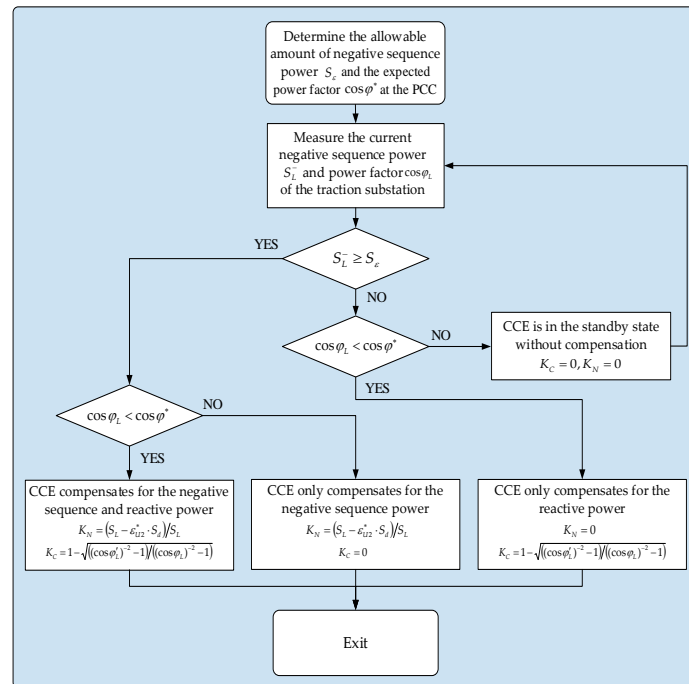 Determine the allowable
amount of negative sequence
power S_ε and the expected
power factor cosφ* at the PCC
Measure the current
negative sequence power
S_L^- and power factor cosφ_L
of the traction substation
YES
S_L^- ≥ S_ε
NO
cosφ_L < cosφ*
NO
CCE is in the standby state
without compensation
K_C = 0, K_N = 0
YES
cosφ_L < cosφ*
NO
YES
CCE compensates for the negative
sequence and reactive power
K_N = (S_L − ε_{U2}^* · S_d)/S_L
K_C = 1−√(((cosφ'_L)^{−2} −1)/((cosφ_L)^{−2} −1))
CCE only compensates for the
negative sequence power
K_N = (S_L − ε_{U2}^* · S_d)/S_L
K_C = 0
CCE only compensates for the
reactive power
K_N = 0
K_C = 1−√(((cosφ'_L)^{−2} −1)/((cosφ_L)^{−2} −1))
Exit